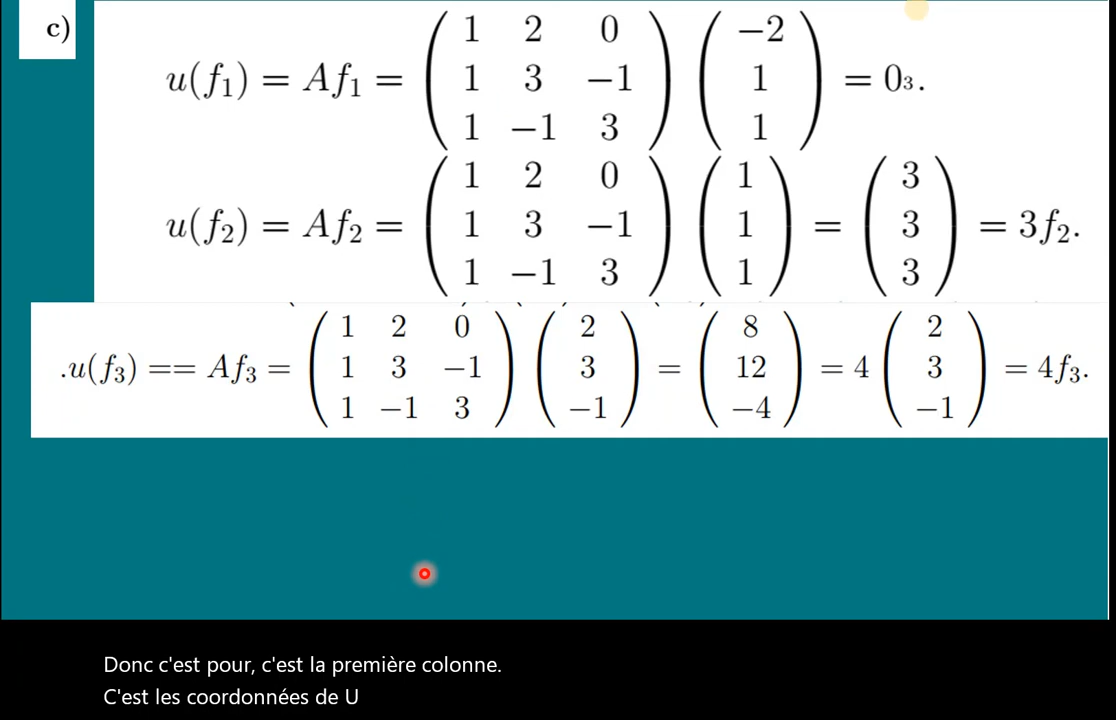 c)
u(f₁) = Af₁ = ( 1 2 0 ; 1 3 −1 ; 1 −1 3 ) ( −2 ; 1 ; 1 ) = 0₃.
u(f₂) = Af₂ = ( 1 2 0 ; 1 3 −1 ; 1 −1 3 ) ( 1 ; 1 ; 1 ) = ( 3 ; 3 ; 3 ) = 3f₂.
.u(f₃) == Af₃ = ( 1 2 0 ; 1 3 −1 ; 1 −1 3 ) ( 2 ; 3 ; −1 ) = ( 8 ; 12 ; −4 ) = 4 ( 2 ; 3 ; −1 ) = 4f₃.
Donc c'est pour, c'est la première colonne.
C'est les coordonnées de U